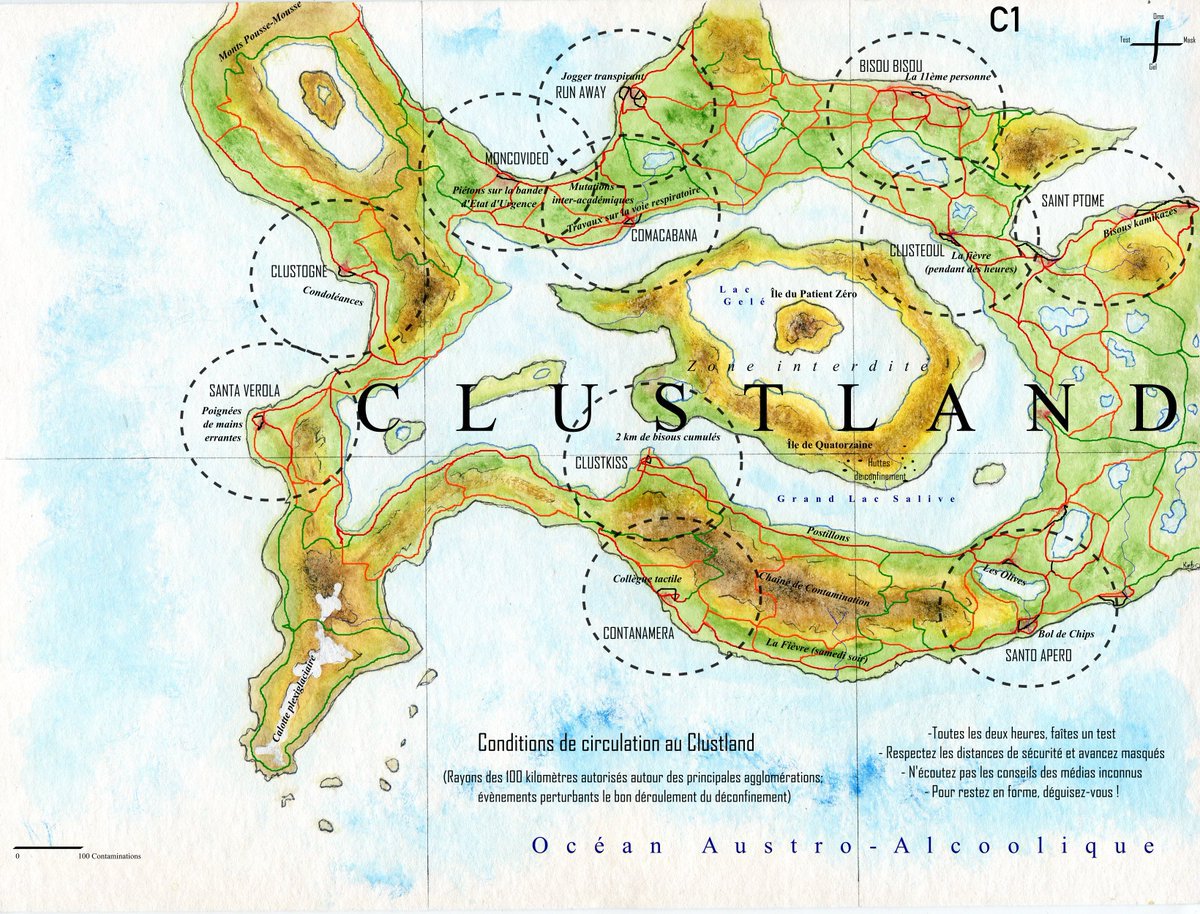 C1
Oms
Test
Mask
Gel
Monts Pousse-Mousse
BISOU BISOU
La 11ème personne
Jogger transpirant
RUN AWAY
MONCOVIDEO
Piétons sur la bande
d'Etat d'Urgence
Mutations
inter-académiques
Travaux sur la voie respiratoire
COMACABANA
SAINT PTOME
Bisous kamikazes
CLUSTEOUL
La fièvre
(pendant des heures)
CLUSTOGNE
Condoléances
Lac
Gelé
Île du Patient Zéro
Zone interdite
SANTA VEROLA
Poignées
de mains
errantes
CLUSTLAND
2 km de bisous cumulés
CLUSTKISS
Île de Quatorzaine
Huttes
de confinement
Grand Lac Salive
Postillons
Collègue tactile
Chaîne de Contamination
Les Olives
CONTANAMERA
La Fièvre (samedi soir)
Bol de Chips
SANTO APERO
Calotte plexiglaciaire
Conditions de circulation au Clustland
(Rayons des 100 kilomètres autorisés autour des principales agglomérations;
évènements perturbants le bon déroulement du déconfinement)
-Toutes les deux heures, faîtes un test
- Respectez les distances de sécurité et avancez masqués
- N'écoutez pas les conseils des médias inconnus
- Pour restez en forme, déguisez-vous !
Océan Austro-Alcoolique
0
100 Contaminations